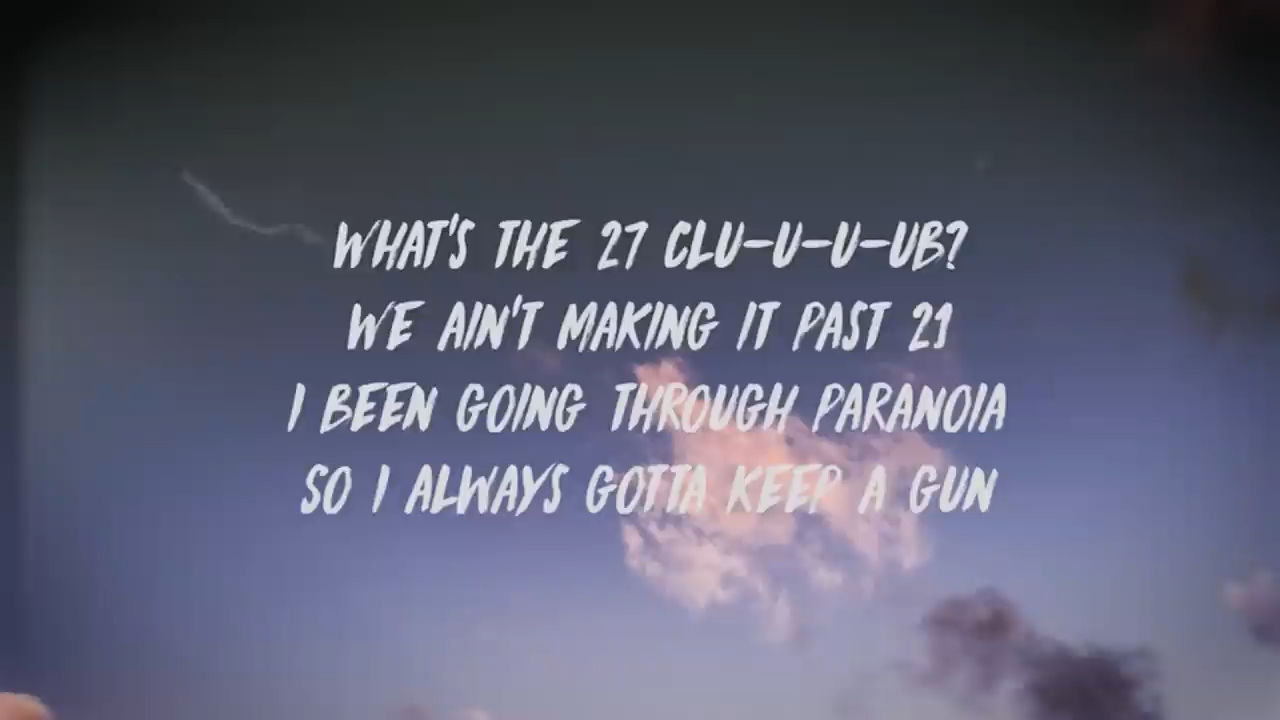 WHAT'S THE 27 CLU-U-U-UB?
WE AIN'T MAKING IT PAST 21
I BEEN GOING THROUGH PARANOIA
SO I ALWAYS GOTTA KEEP A GUN